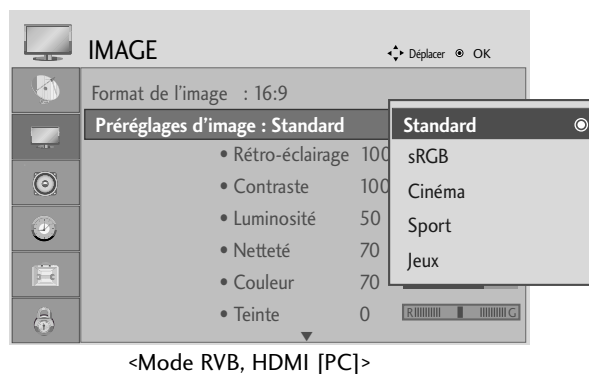 IMAGE
Déplacer OK
Format de l'image : 16:9
Préréglages d'image : Standard
• Rétro-éclairage 100
• Contraste 100
• Luminosité 50
• Netteté 70
• Couleur 70
• Teinte 0
R G
Standard
sRGB
Cinéma
Sport
Jeux
<Mode RVB, HDMI [PC]>